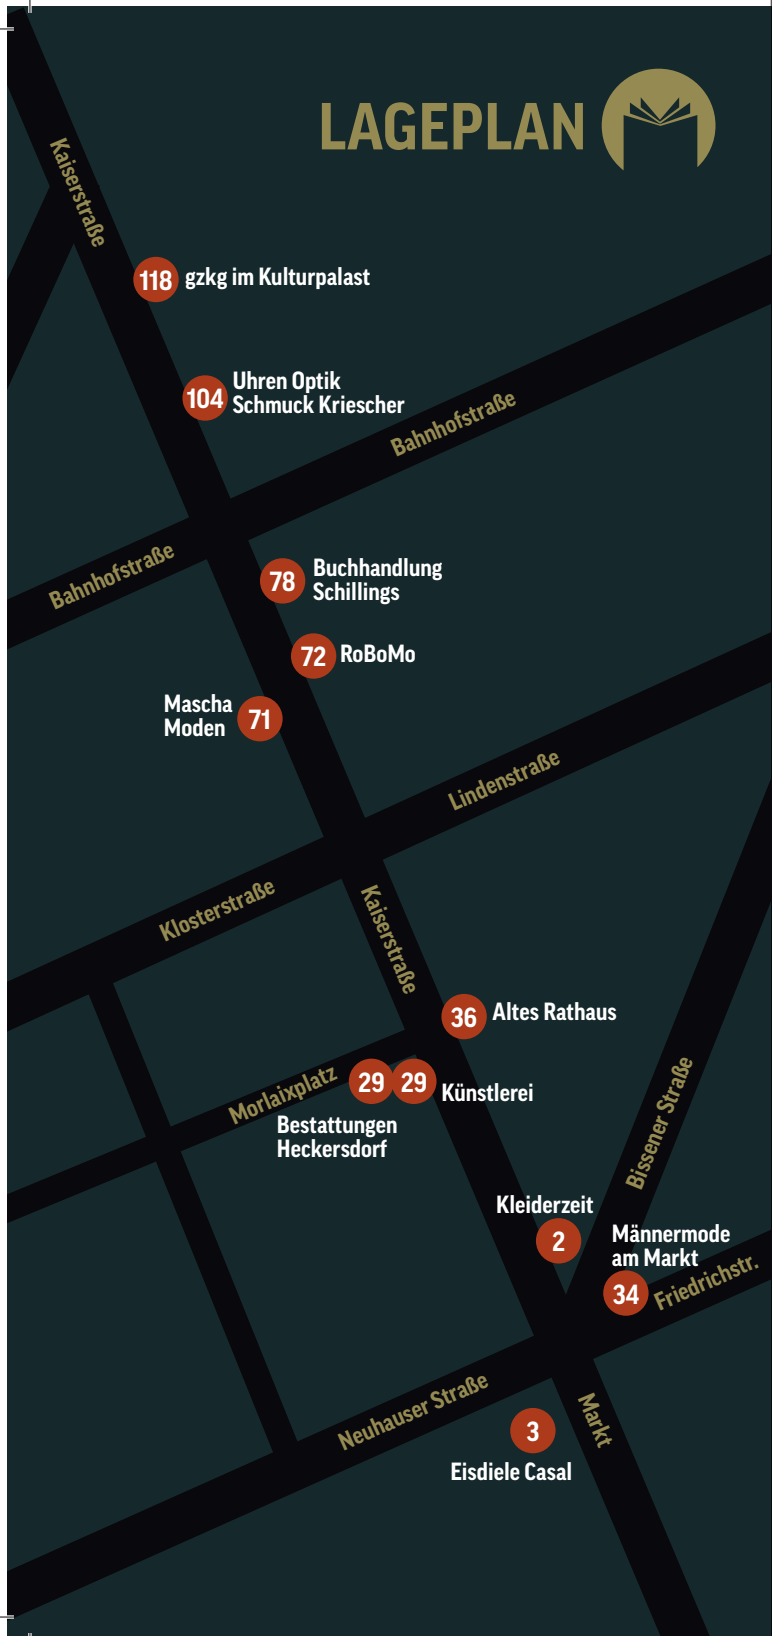 LAGEPLAN
Kaiserstraße
118 gzkg im Kulturpalast
104 Uhren Optik
Schmuck Kriescher
Bahnhofstraße
Bahnhofstraße
78 Buchhandlung
Schillings
72 RoBoMo
Mascha
Moden 71
Lindenstraße
Klosterstraße
Kaiserstraße
36 Altes Rathaus
Morlaixplatz
29 29 Künstlerei
Bestattungen
Heckersdorf
Bissener Straße
Kleiderzeit
2
Männermode
am Markt
34 Friedrichstr.
Neuhauser Straße
Markt
3
Eisdiele Casal